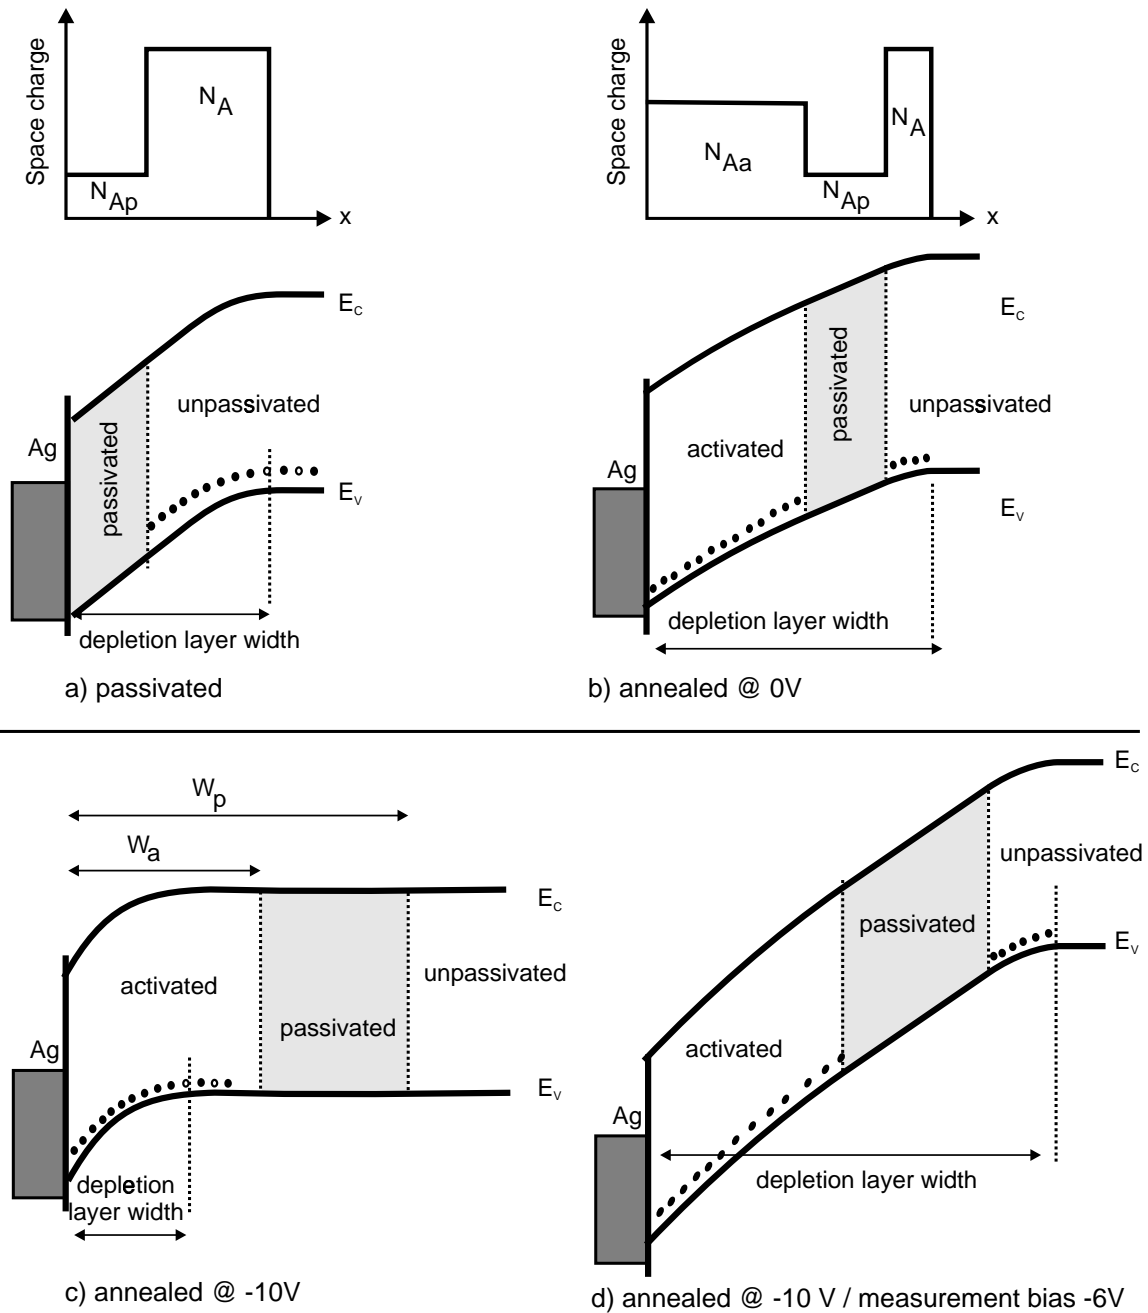 Space charge
N_A
N_Ap
x
E_C
unpassivated
Ag
passivated
E_V
depletion layer width
a) passivated
Space charge
N_A
N_Aa
N_Ap
x
E_C
passivated
unpassivated
activated
Ag
E_V
depletion layer width
b) annealed @ 0V
W_p
W_a
E_C
activated
unpassivated
passivated
Ag
E_V
depletion
layer width
c) annealed @ -10V
E_C
unpassivated
passivated
E_V
activated
Ag
depletion layer width
d) annealed @ -10 V / measurement bias -6V